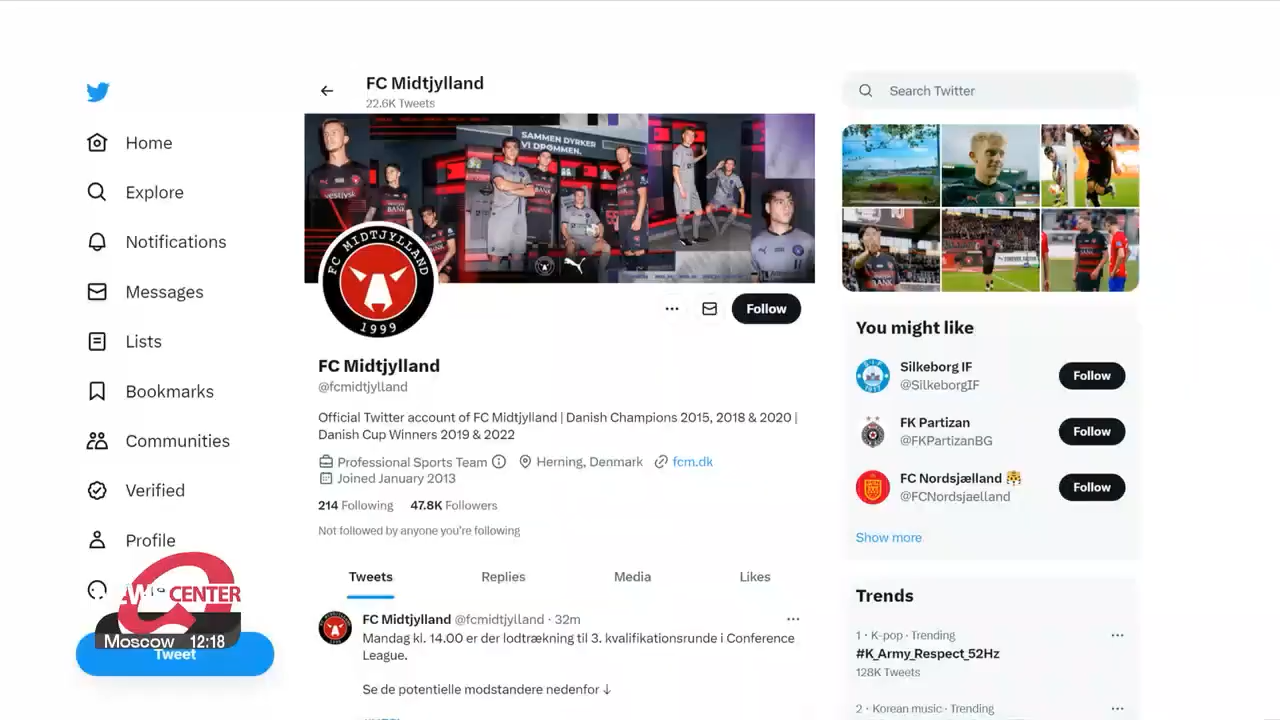 FC Midtjylland
22.6K Tweets
Search Twitter
Home
Explore
Notifications
Messages
Lists
Bookmarks
Communities
Verified
Profile
Tweet
SAMMEN DYRKER
VI DRØMMEN.
FC MIDTJYLLAND
1999
Follow
FC Midtjylland
@fcmidtjylland
Official Twitter account of FC Midtjylland | Danish Champions 2015, 2018 & 2020 |
Danish Cup Winners 2019 & 2022
Professional Sports Team Herning, Denmark fcm.dk
Joined January 2013
214 Following 47.8K Followers
Not followed by anyone you're following
Tweets Replies Media Likes
FC Midtjylland @fcmidtjylland · 32m
Mandag kl. 14.00 er der lodtrækning til 3. kvalifikationsrunde i Conference
League.
Se de potentielle modstandere nedenfor ↓
You might like
Silkeborg IF
@SilkeborgIF
Follow
FK Partizan
@FKPartizanBG
Follow
FC Nordsjælland 🐯
@FCNordsjaelland
Follow
Show more
Trends
1 · K-pop · Trending
#K_Army_Respect_52Hz
128K Tweets
2 · Korean music · Trending
NEWS CENTER
Moscow 12:18